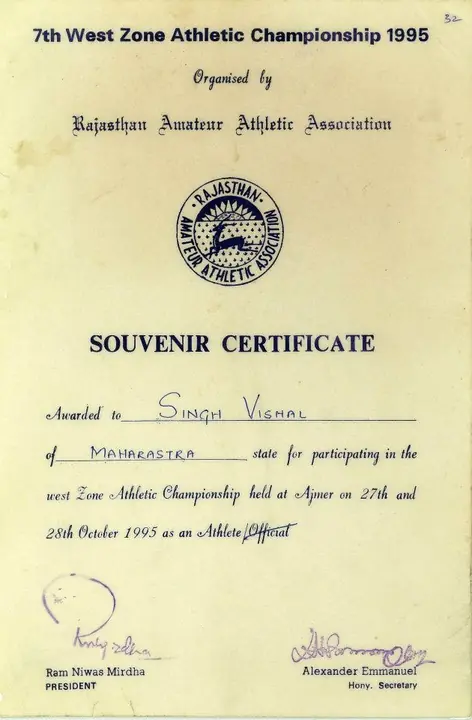 32
7th West Zone Athletic Championship 1995
Organised by
Rajasthan Amateur Athletic Association
RAJASTHAN AMATEUR ATHLETIC ASSOCIATION
SOUVENIR CERTIFICATE
Awarded to SINGH VISHAL
of MAHARASTRA state for participating in the
west Zone Athletic Championship held at Ajmer on 27th and
28th October 1995 as an Athlete/Official
Ram Niwas Mirdha
PRESIDENT
Alexander Emmanuel
Hony. Secretary